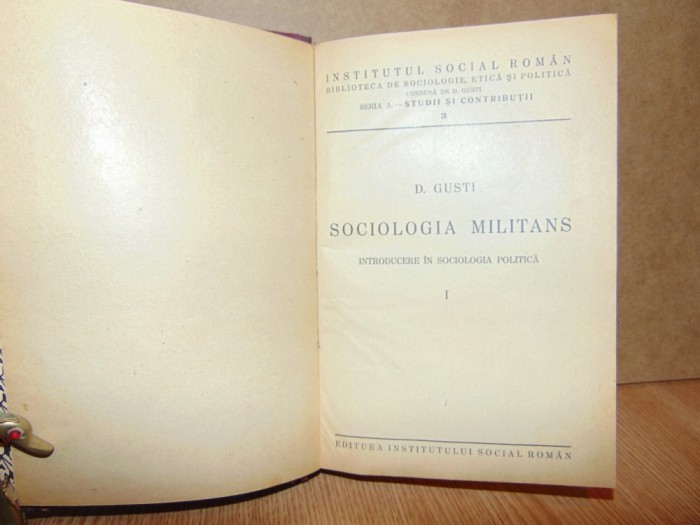 INSTITUTUL SOCIAL ROMÂN
BIBLIOTECA DE SOCIOLOGIE, ETICĂ ȘI POLITICĂ
CONDUSĂ DE D. GUSTI
SERIA A. — STUDII ȘI CONTRIBUȚII
3
D. GUSTI
SOCIOLOGIA MILITANS
INTRODUCERE ÎN SOCIOLOGIA POLITICĂ
I
EDITURA INSTITUTULUI SOCIAL ROMÂN